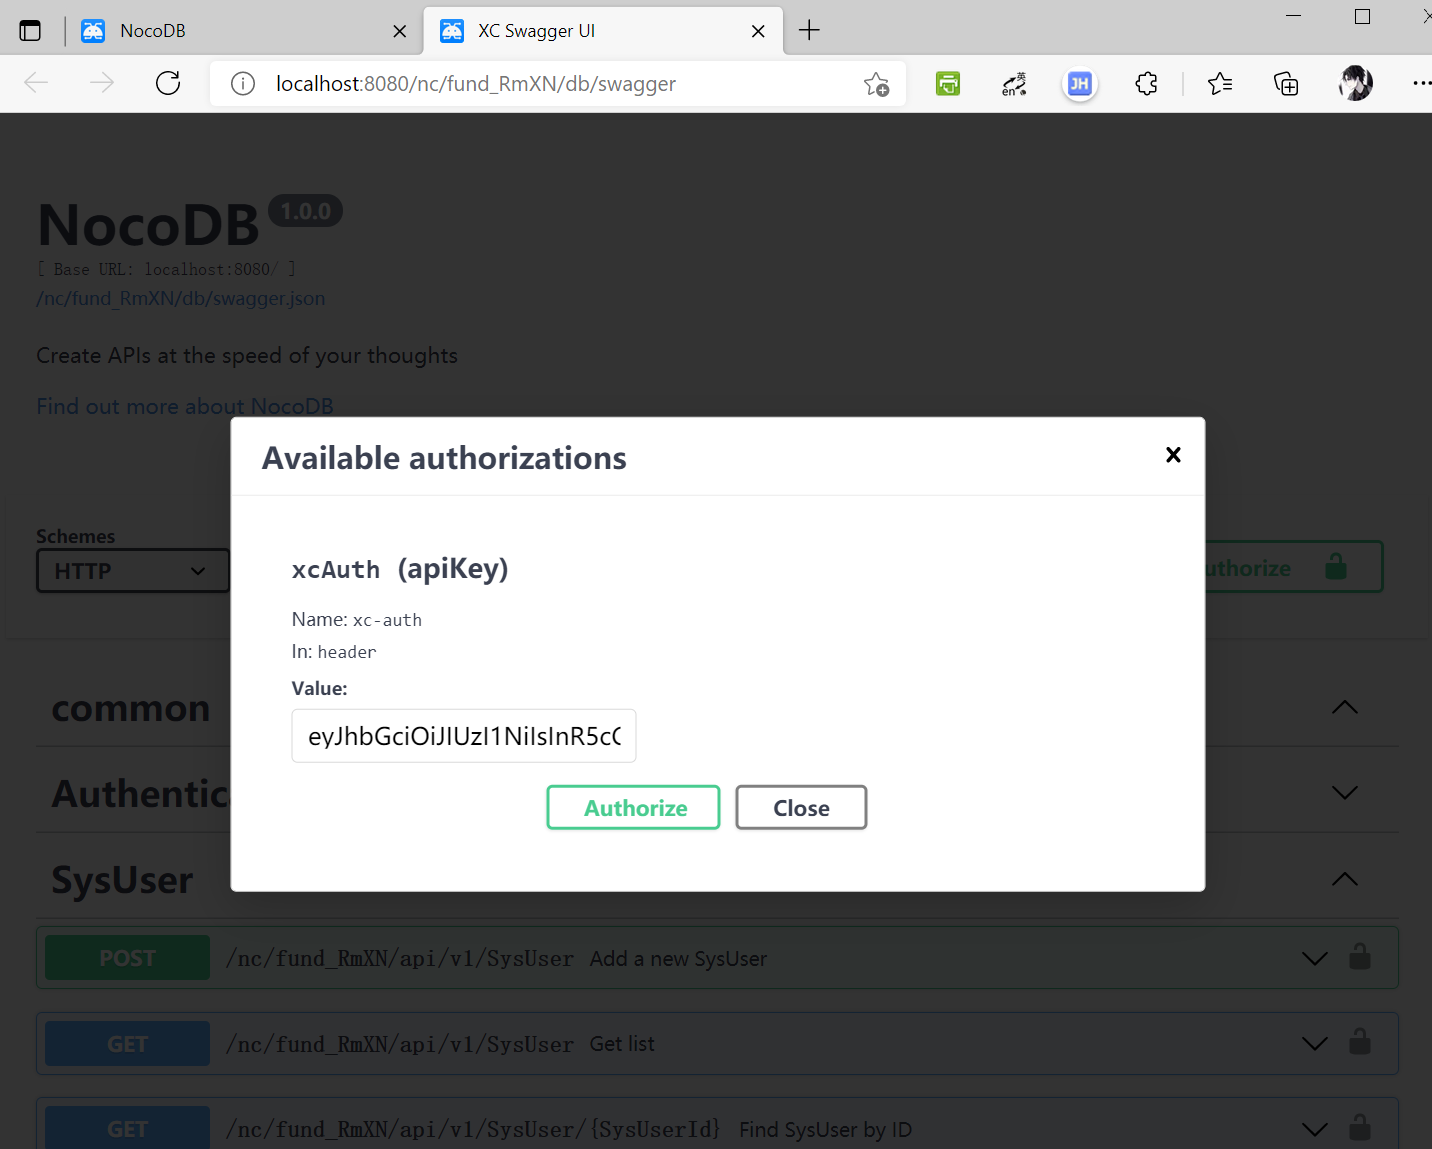 NocoDB
XC Swagger UI
localhost:8080/nc/fund_RmXN/db/swagger
英
en
JH
NocoDB 1.0.0
[ Base URL: localhost:8080/ ]
/nc/fund_RmXN/db/swagger.json
Create APIs at the speed of your thoughts
Find out more about NocoDB
Available authorizations
xcAuth (apiKey)
Name: xc-auth
In: header
Value:
eyJhbGciOiJIUzI1NiIsInR5cC
Authorize
Close
Schemes
HTTP
uthorize
common
Authentic
SysUser
POST /nc/fund_RmXN/api/v1/SysUser Add a new SysUser
GET /nc/fund_RmXN/api/v1/SysUser Get list
GET /nc/fund_RmXN/api/v1/SysUser/{SysUserId} Find SysUser by ID